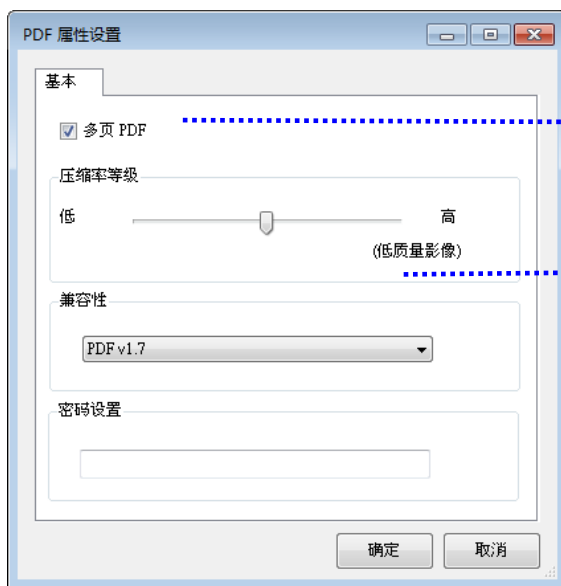 PDF 属性设置
基本
多页 PDF
压缩率等级
低 高
(低质量影像)
兼容性
PDF v1.7
密码设置
确定 取消